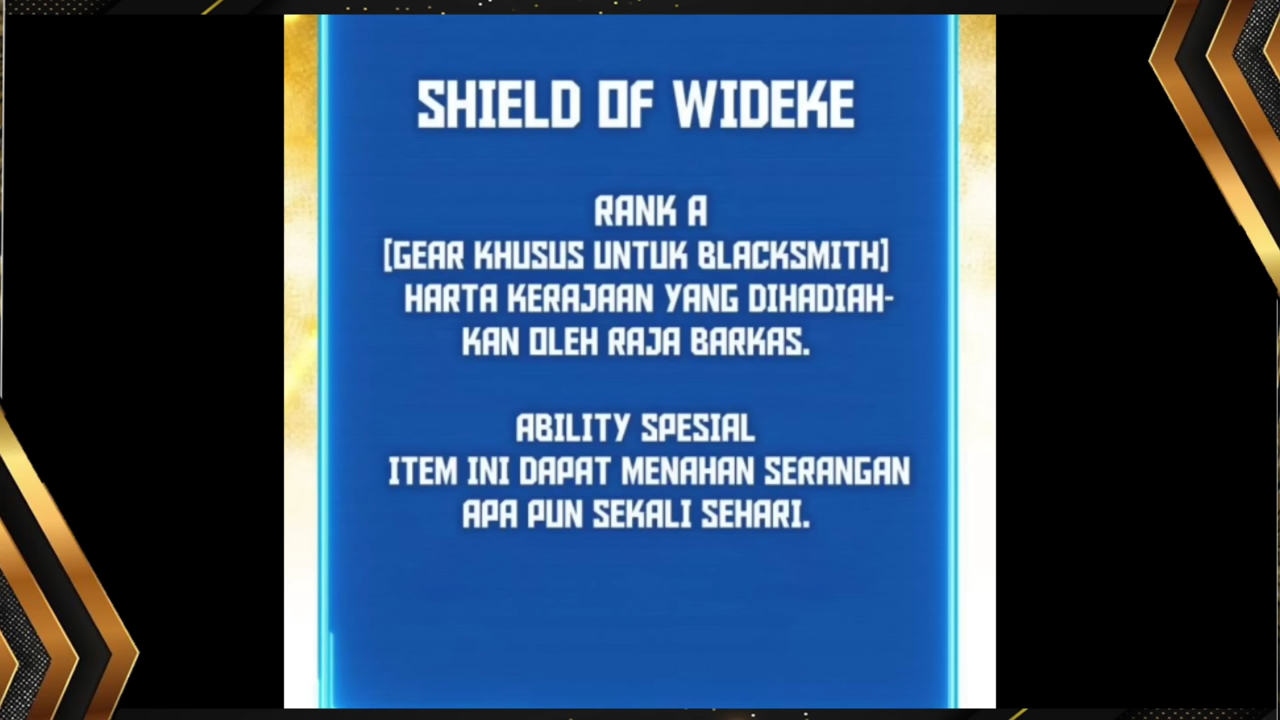 SHIELD OF WIDEKE
RANK A
[GEAR KHUSUS UNTUK BLACKSMITH]
HARTA KERAJAAN YANG DIHADIAH-
KAN OLEH RAJA BARKAS.
ABILITY SPESIAL
ITEM INI DAPAT MENAHAN SERANGAN
APA PUN SEKALI SEHARI.